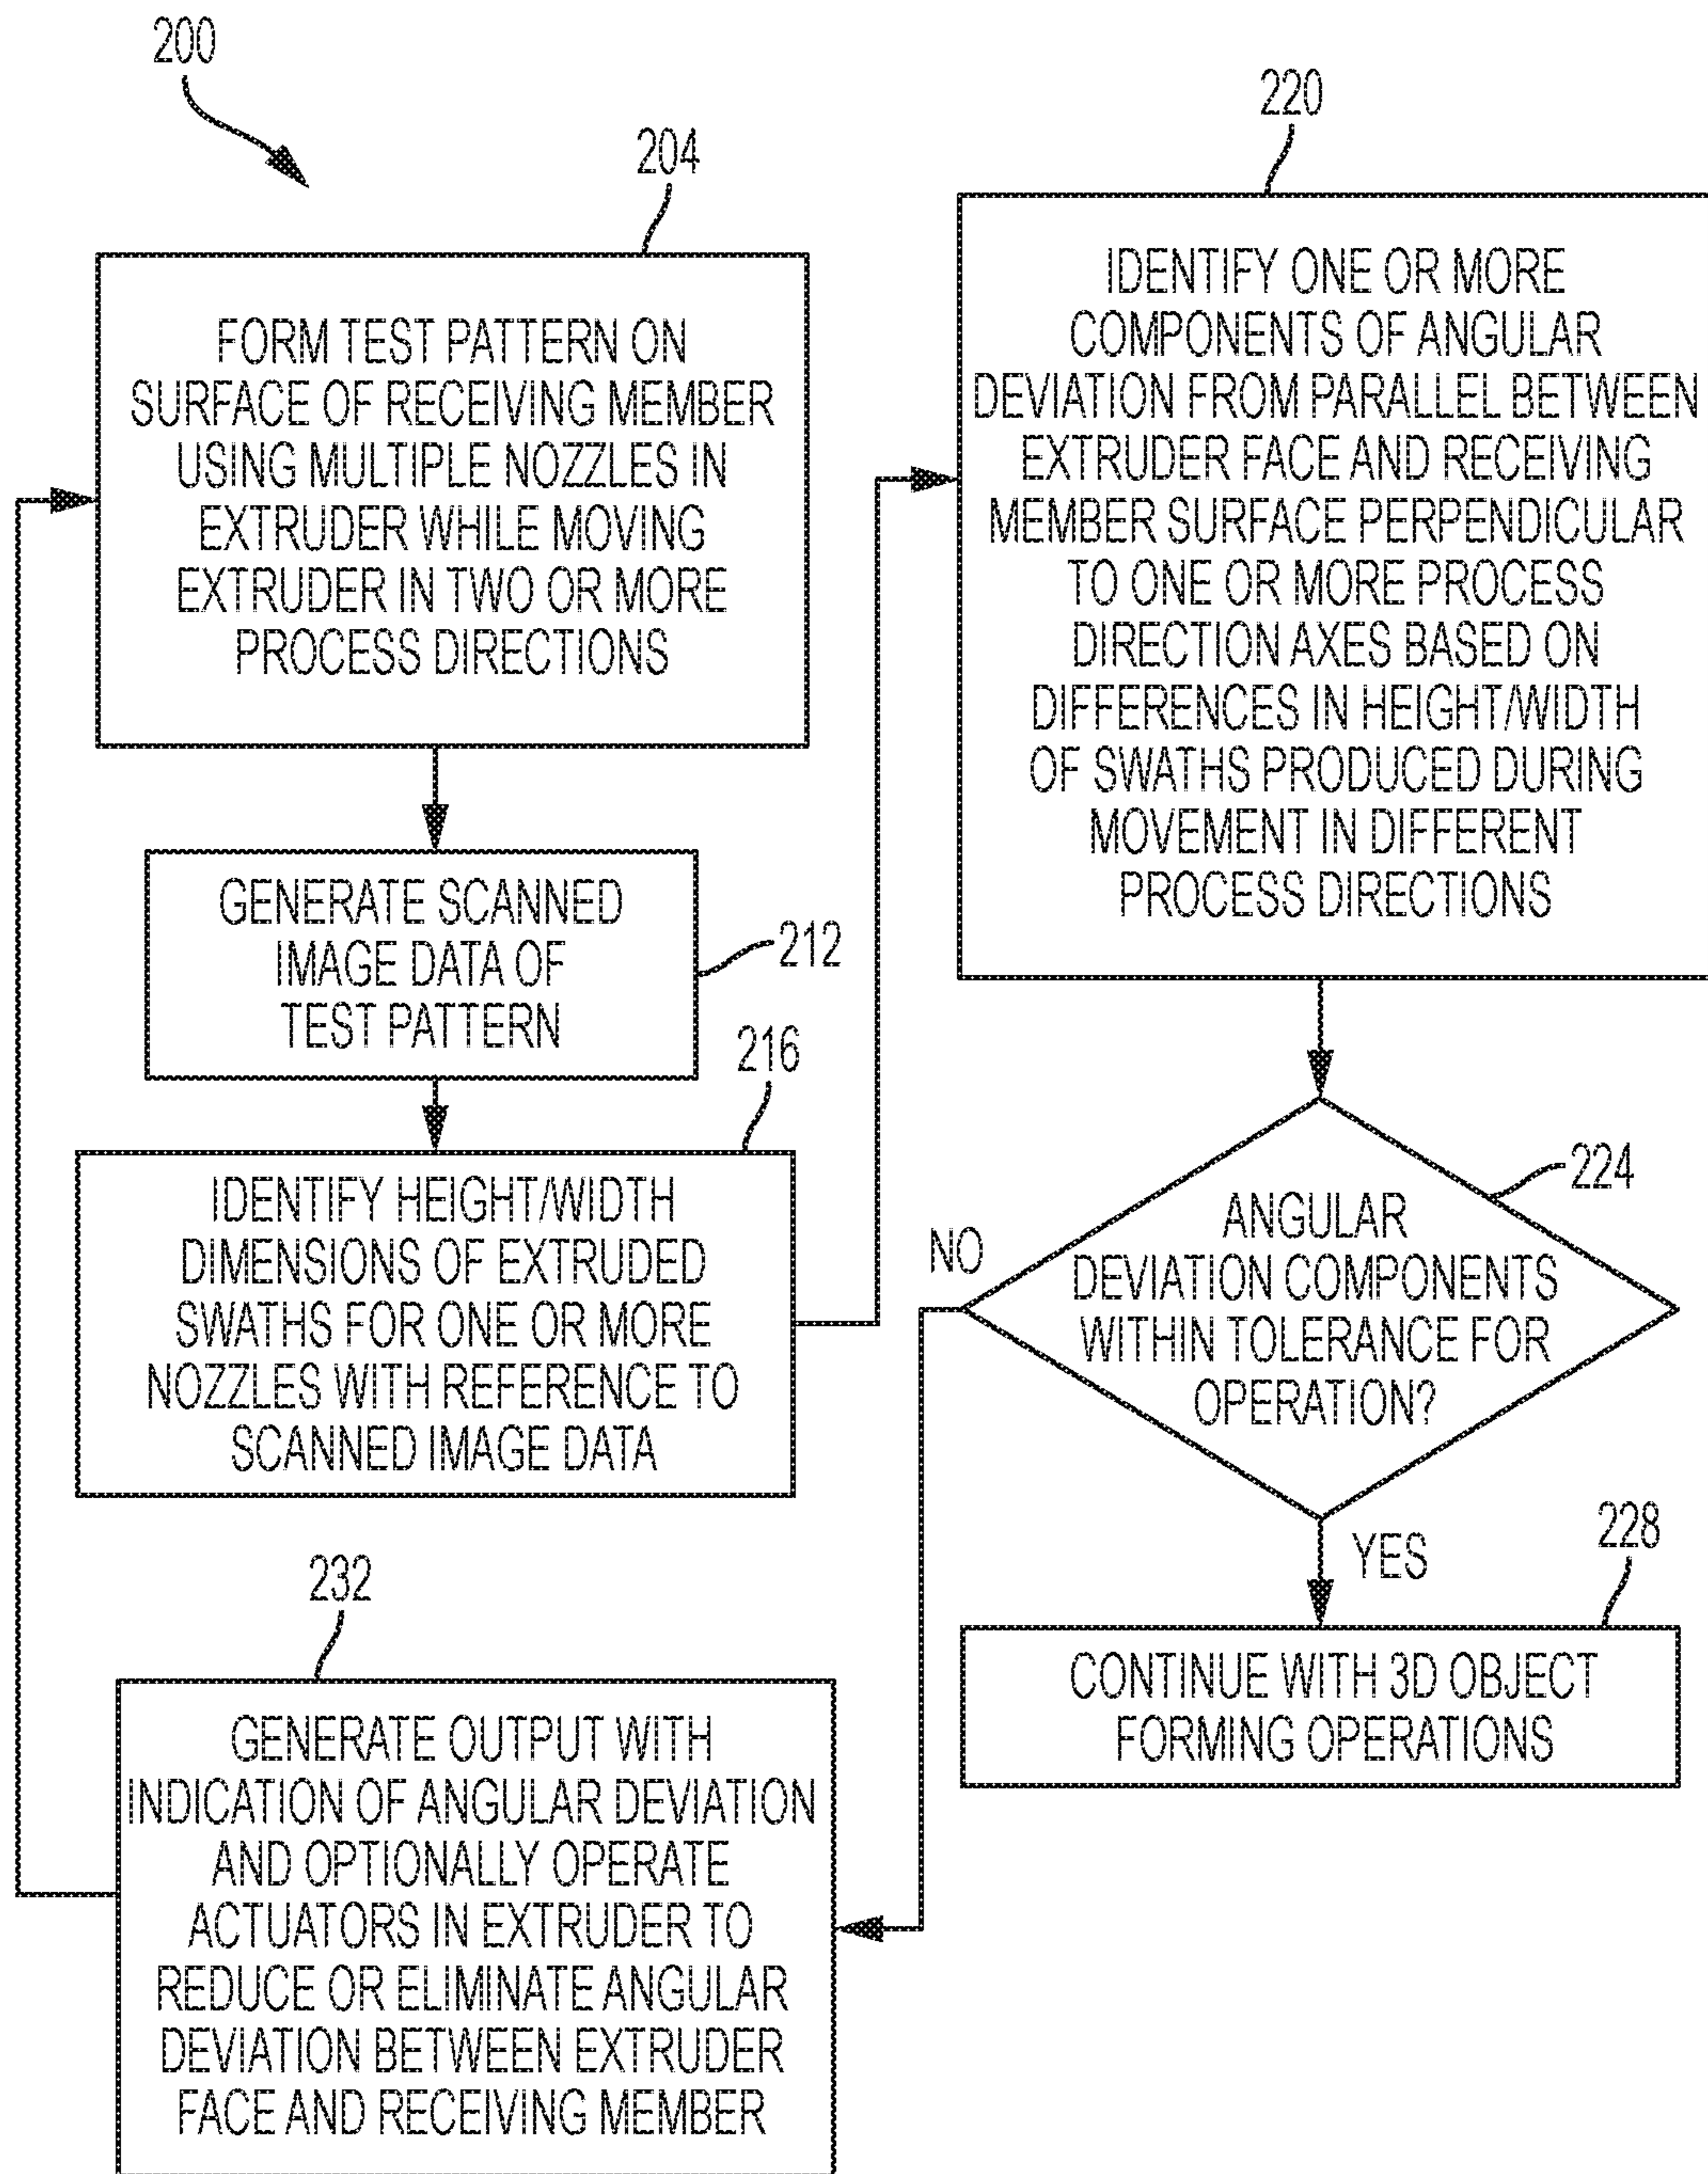 200
204
FORM TEST PATTERN ON
SURFACE OF RECEIVING MEMBER
USING MULTIPLE NOZZLES IN
EXTRUDER WHILE MOVING
EXTRUDER IN TWO OR MORE
PROCESS DIRECTIONS
GENERATE SCANNED
IMAGE DATA OF
TEST PATTERN
212
216
IDENTIFY HEIGHT/WIDTH
DIMENSIONS OF EXTRUDED
SWATHS FOR ONE OR MORE
NOZZLES WITH REFERENCE TO
SCANNED IMAGE DATA
220
IDENTIFY ONE OR MORE
COMPONENTS OF ANGULAR
DEVIATION FROM PARALLEL BETWEEN
EXTRUDER FACE AND RECEIVING
MEMBER SURFACE PERPENDICULAR
TO ONE OR MORE PROCESS
DIRECTION AXES BASED ON
DIFFERENCES IN HEIGHT/WIDTH
OF SWATHS PRODUCED DURING
MOVEMENT IN DIFFERENT
PROCESS DIRECTIONS
224
ANGULAR
DEVIATION COMPONENTS
WITHIN TOLERANCE FOR
OPERATION?
NO
YES
228
CONTINUE WITH 3D OBJECT
FORMING OPERATIONS
232
GENERATE OUTPUT WITH
INDICATION OF ANGULAR DEVIATION
AND OPTIONALLY OPERATE
ACTUATORS IN EXTRUDER TO
REDUCE OR ELIMINATE ANGULAR
DEVIATION BETWEEN EXTRUDER
FACE AND RECEIVING MEMBER